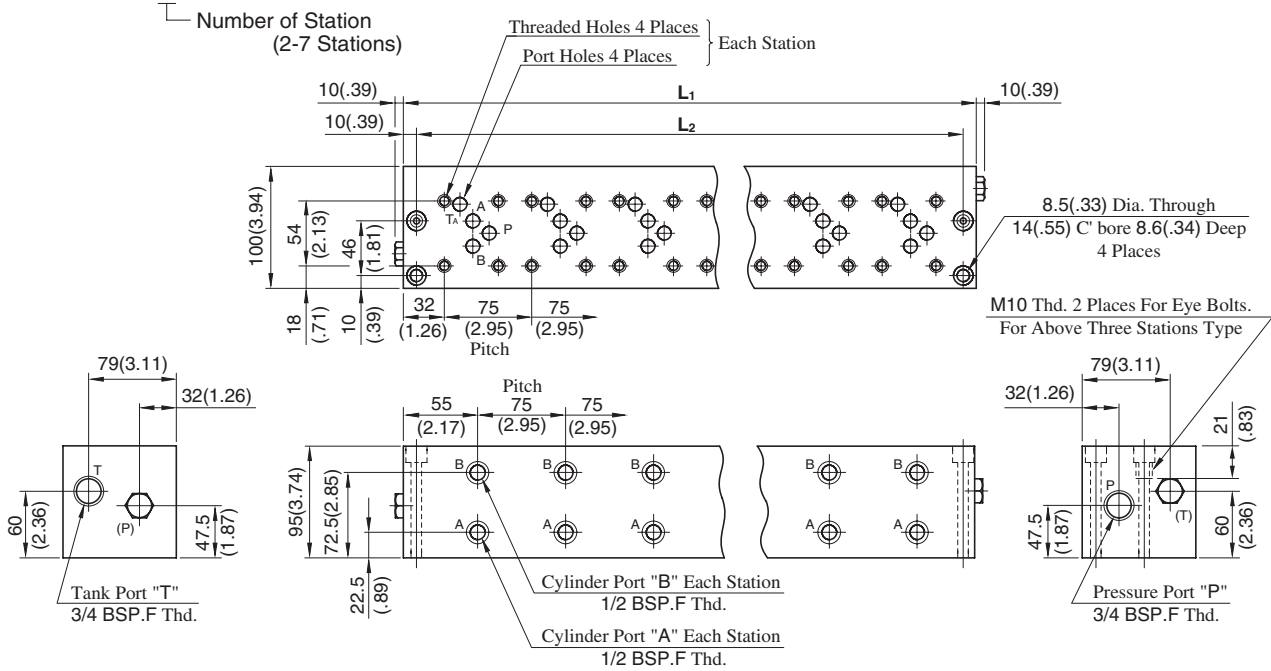 Number of Station
(2-7 Stations)
Threaded Holes 4 Places
Port Holes 4 Places
Each Station
10(.39)
L1
10(.39)
10(.39)
L2
100(3.94)
54
(2.13)
46
(1.81)
TA
A
P
B
8.5(.33) Dia. Through
14(.55) C' bore 8.6(.34) Deep
4 Places
18
(.71)
10
(.39)
32
(1.26)
75
(2.95)
Pitch
75
(2.95)
M10 Thd. 2 Places For Eye Bolts.
For Above Three Stations Type
79(3.11)
32(1.26)
T
(P)
60
(2.36)
47.5
(1.87)
Tank Port "T"
3/4 BSP.F Thd.
Pitch
55
(2.17)
75
(2.95)
75
(2.95)
95(3.74)
72.5(2.85)
22.5
(.89)
B B B B B
A A A A A
Cylinder Port "B" Each Station
1/2 BSP.F Thd.
Cylinder Port "A" Each Station
1/2 BSP.F Thd.
79(3.11)
32(1.26)
21
(.83)
P
(T)
47.5
(1.87)
60
(2.36)
Pressure Port "P"
3/4 BSP.F Thd.